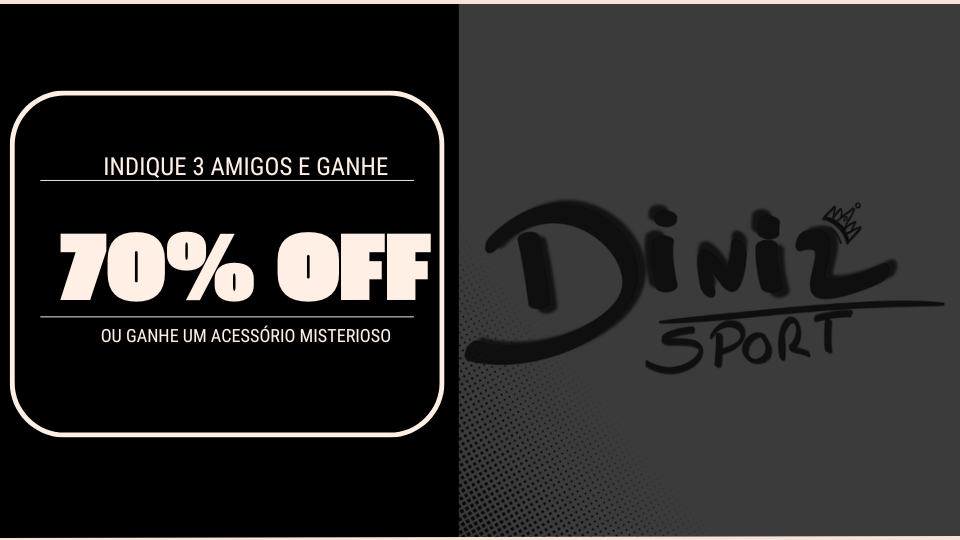 INDIQUE 3 AMIGOS E GANHE
70% OFF
OU GANHE UM ACESSÓRIO MISTERIOSO
DiNiZ
SPORT